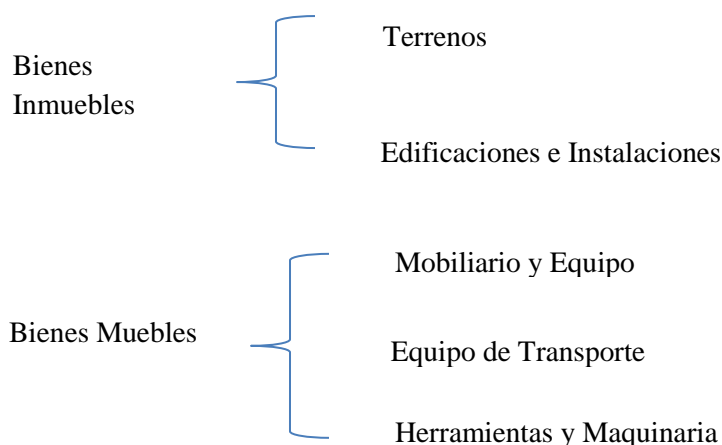 Bienes
Inmuebles
Terrenos
Edificaciones e Instalaciones
Bienes Muebles
Mobiliario y Equipo
Equipo de Transporte
Herramientas y Maquinaria